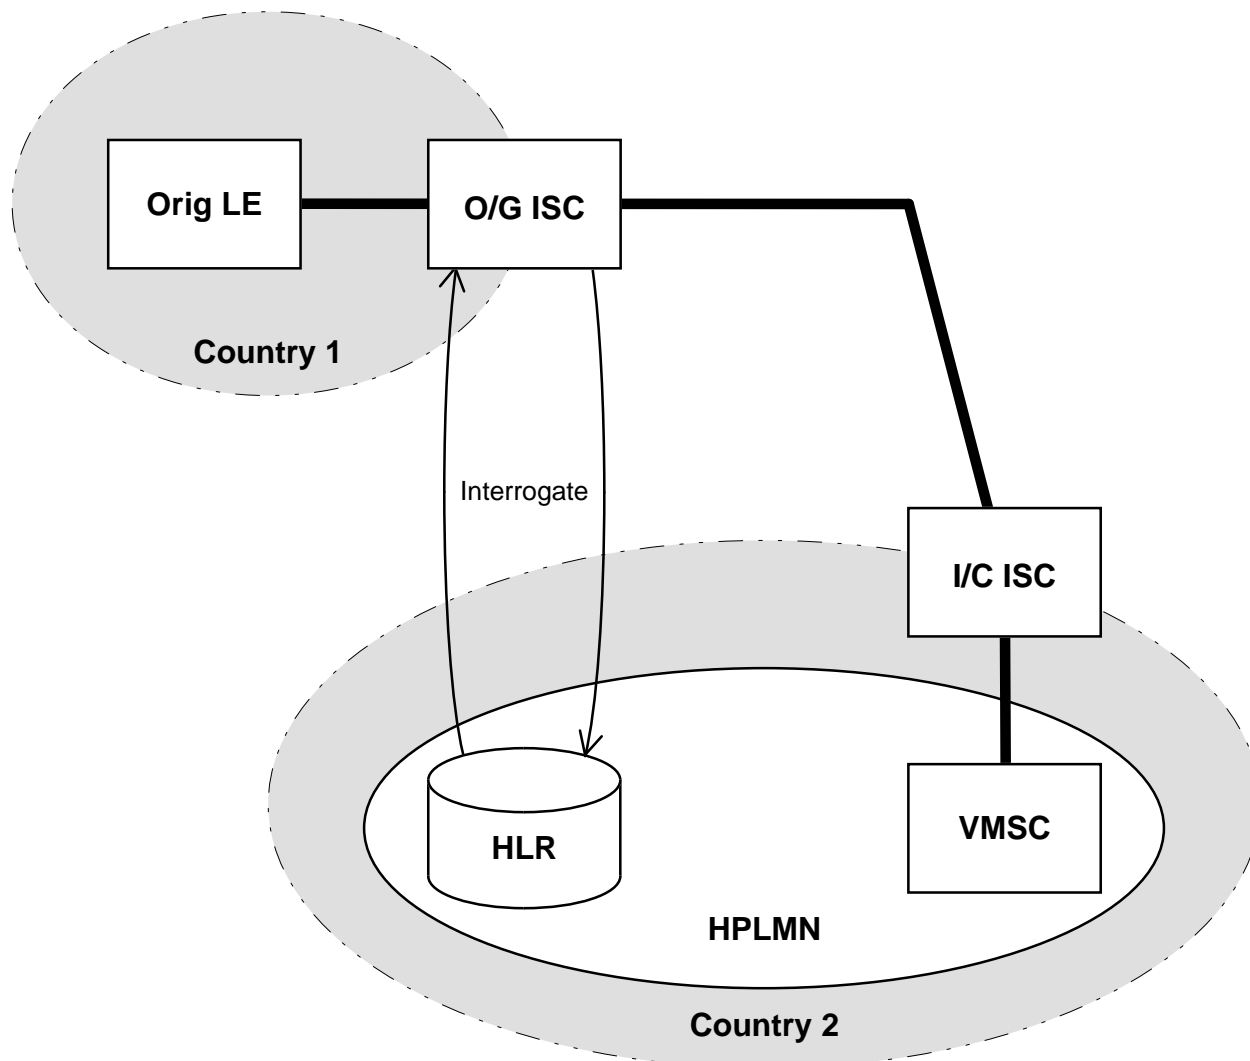 Orig LE
O/G ISC
Country 1
Interrogate
I/C ISC
VMSC
HLR
HPLMN
Country 2